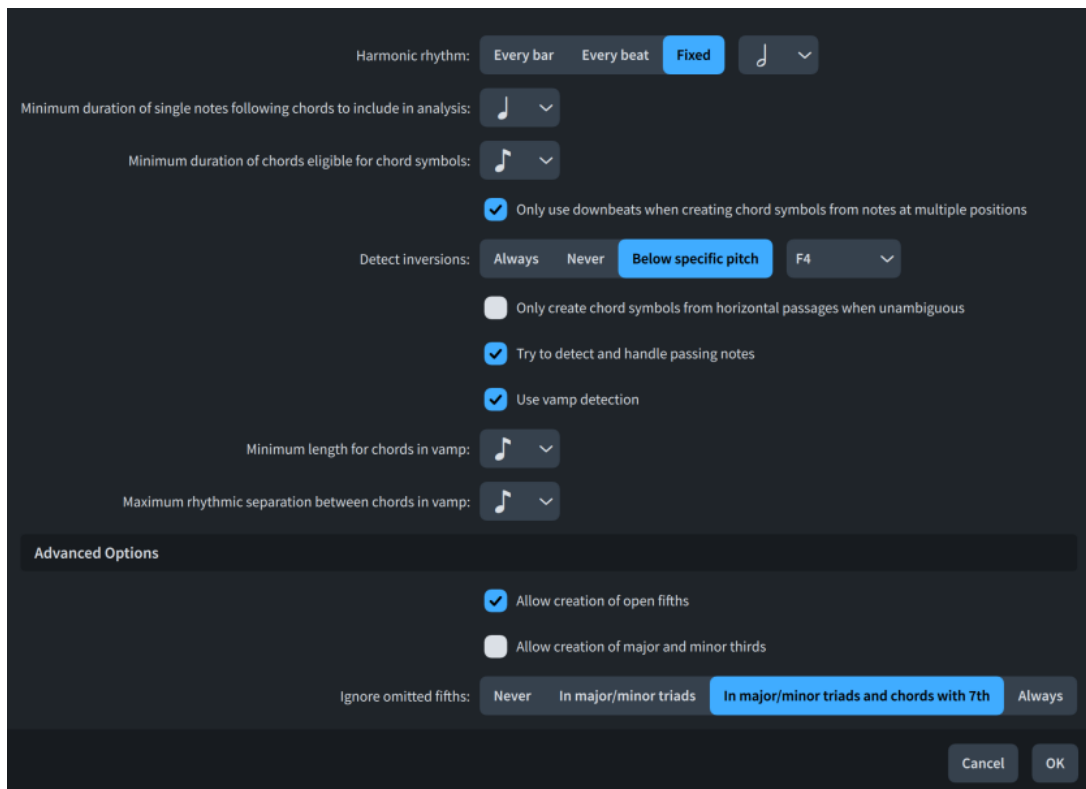 Harmonic rhythm: Every bar Every beat Fixed
Minimum duration of single notes following chords to include in analysis:
Minimum duration of chords eligible for chord symbols:
Only use downbeats when creating chord symbols from notes at multiple positions
Detect inversions: Always Never Below specific pitch F4
Only create chord symbols from horizontal passages when unambiguous
Try to detect and handle passing notes
Use vamp detection
Minimum length for chords in vamp:
Maximum rhythmic separation between chords in vamp:
Advanced Options
Allow creation of open fifths
Allow creation of major and minor thirds
Ignore omitted fifths: Never In major/minor triads In major/minor triads and chords with 7th Always
Cancel OK